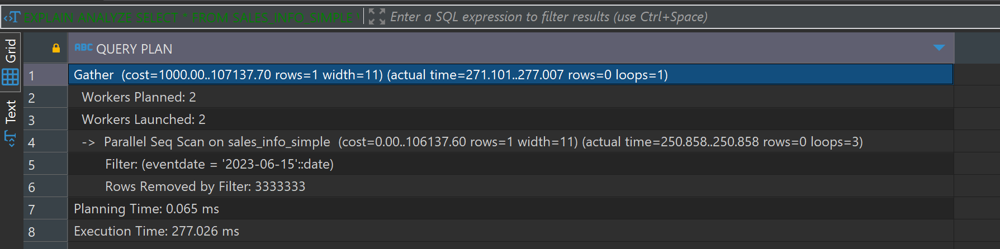 EXPLAIN ANALYZE SELECT * FROM SALES_INFO_SIMPLE Enter a SQL expression to filter results (use Ctrl+Space)
Grid
Text
ABC QUERY PLAN
1 Gather (cost=1000.00..107137.70 rows=1 width=11) (actual time=271.101..277.007 rows=0 loops=1)
2 Workers Planned: 2
3 Workers Launched: 2
4 -> Parallel Seq Scan on sales_info_simple (cost=0.00..106137.60 rows=1 width=11) (actual time=250.858..250.858 rows=0 loops=3)
5 Filter: (eventdate = '2023-06-15'::date)
6 Rows Removed by Filter: 3333333
7 Planning Time: 0.065 ms
8 Execution Time: 277.026 ms